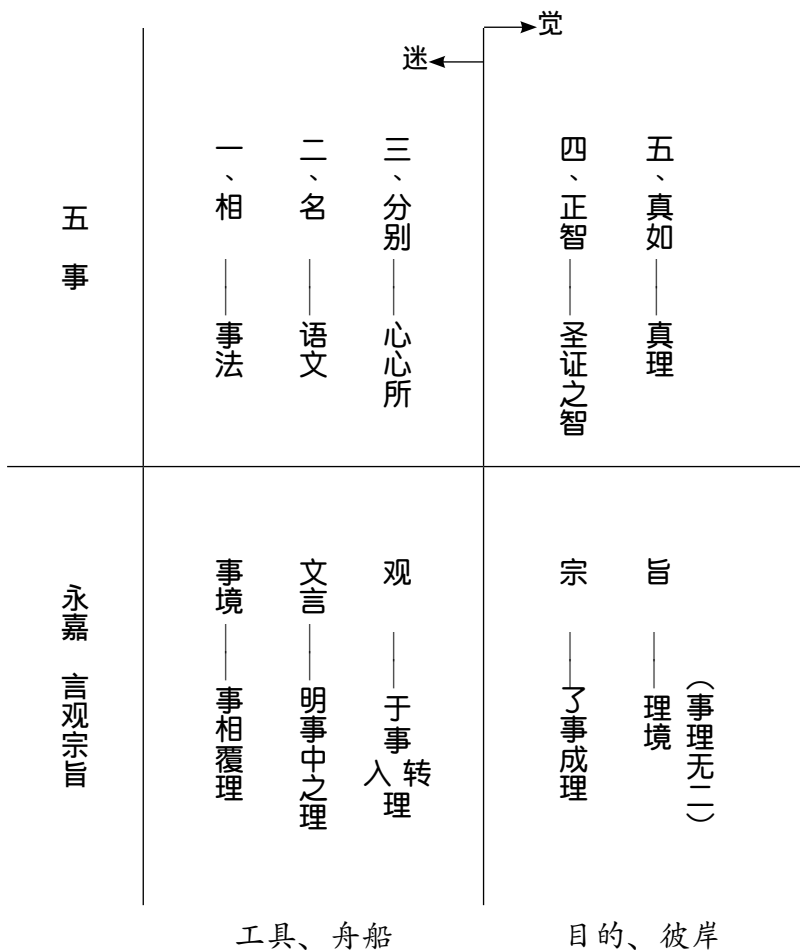 觉
迷
五 事
一、相——事法
二、名——语文
三、分别——心心所
四、正智——圣证之智
五、真如——真理
永嘉 言观宗旨
事境——事相覆理
文言——明事中之理
观——于事转入理
宗——了事成理
旨——理境
（事理无二）
工具、舟船
目的、彼岸